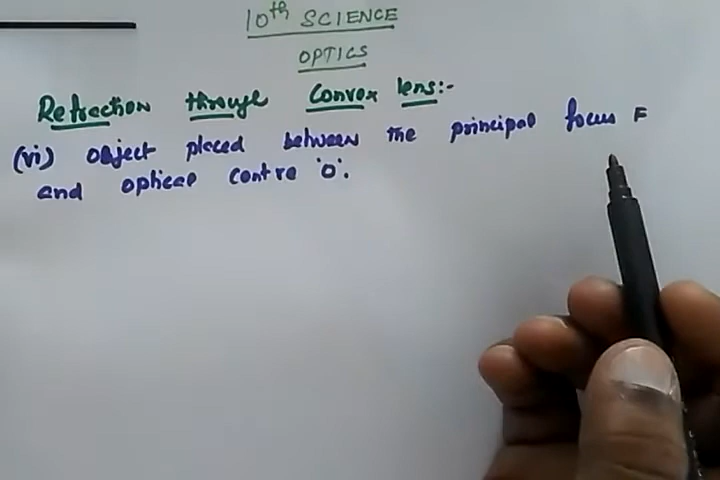 10th SCIENCE
OPTICS
Refraction through Convex lens:-
(vi) object placed between the principal focus F
and optical centre 'O'.